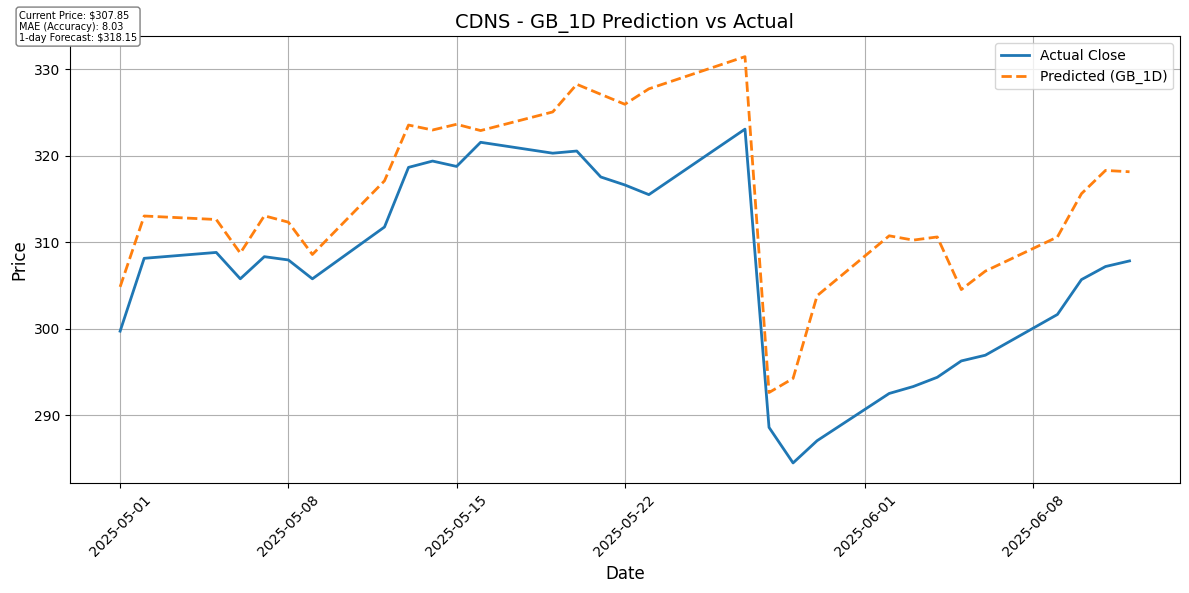 CDNS - GB_1D Prediction vs Actual
Current Price: $307.85
MAE (Accuracy): 8.03
1-day Forecast: $318.15
Actual Close
Predicted (GB_1D)
Price
330
320
310
300
290
2025-05-01
2025-05-08
2025-05-15
2025-05-22
2025-06-01
2025-06-08
Date